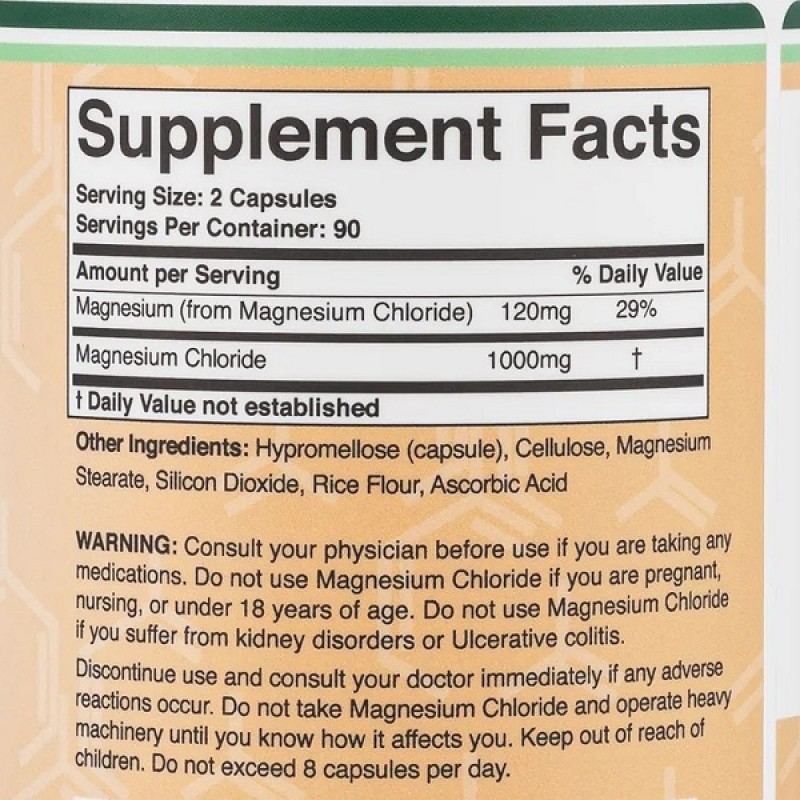 Supplement Facts
Serving Size: 2 Capsules
Servings Per Container: 90
Amount per Serving % Daily Value
Magnesium (from Magnesium Chloride) 120mg 29%
Magnesium Chloride 1000mg †
† Daily Value not established
Other Ingredients: Hypromellose (capsule), Cellulose, Magnesium
Stearate, Silicon Dioxide, Rice Flour, Ascorbic Acid
WARNING: Consult your physician before use if you are taking any
medications. Do not use Magnesium Chloride if you are pregnant,
nursing, or under 18 years of age. Do not use Magnesium Chloride
if you suffer from kidney disorders or Ulcerative colitis.
Discontinue use and consult your doctor immediately if any adverse
reactions occur. Do not take Magnesium Chloride and operate heavy
machinery until you know how it affects you. Keep out of reach of
children. Do not exceed 8 capsules per day.